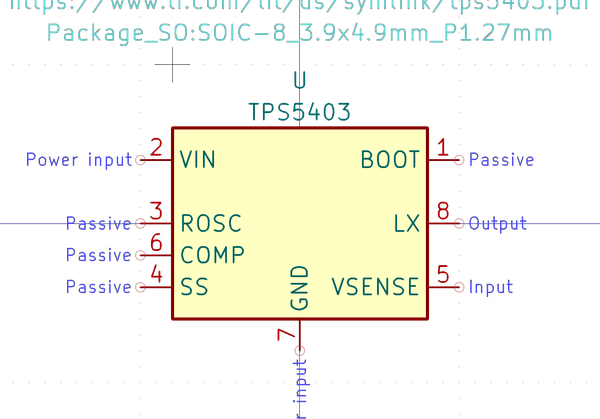 https://www.ti.com/lit/ds/symlink/tps5403.pdf
Package_SO:SOIC-8_3.9x4.9mm_P1.27mm
U
TPS5403
Power input 2 VIN BOOT 1 Passive
Passive 3 ROSC LX 8 Output
Passive 6 COMP
Passive 4 SS VSENSE 5 Input
GND
7
r input